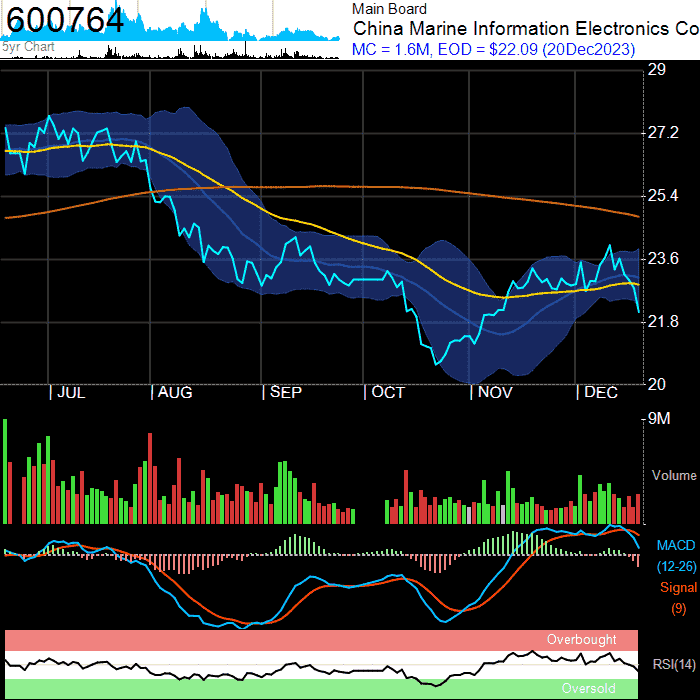 600764
5yr Chart
Main Board
China Marine Information Electronics Co
MC = 1.6M, EOD = $22.09 (20Dec2023)
29
27.2
25.4
23.6
21.8
20
| JUL | AUG | SEP | OCT | NOV | DEC
9M
Volume
MACD
(12-26)
Signal
(9)
Overbought
RSI(14)
Oversold